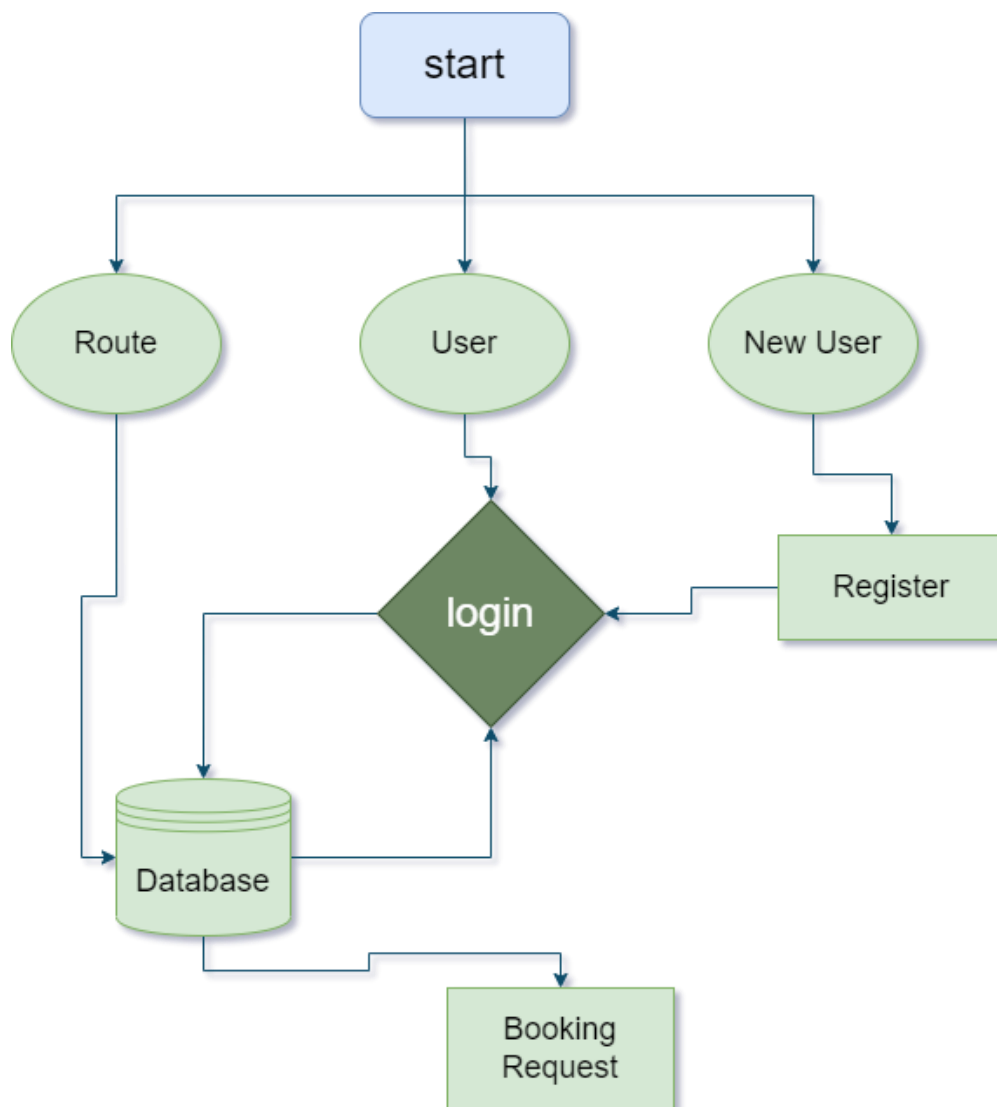 start
Route
User
New User
login
Register
Database
Booking
Request